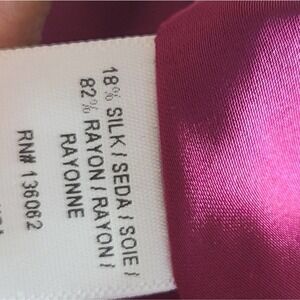 18% SILK / SEDA / SOIE /
82% RAYON / RAYON /
RAYONNE
RN# 136062